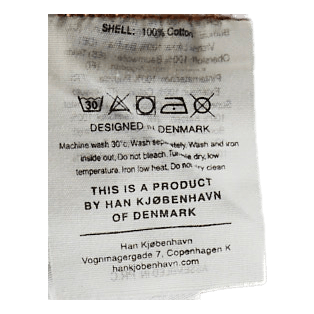 SHELL: 100% Cotton
30
DESIGNED IN DENMARK
Machine wash 30°c, Wash separately, Wash and iron
inside out, Do not bleach, Tumble dry, low
temperature. Iron low heat, Do not dry clean
THIS IS A PRODUCT
BY HAN KJØBENHAVN
OF DENMARK
Han Kjøbenhavn
Vognmagergade 7, Copenhagen K
hankjobenhavn.com